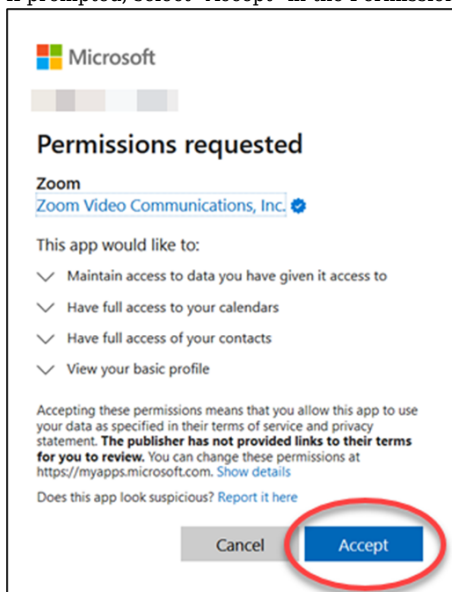 If prompted, select "Accept" in the Permission
Microsoft
Permissions requested
Zoom
Zoom Video Communications, Inc.
This app would like to:
Maintain access to data you have given it access to
Have full access to your calendars
Have full access of your contacts
View your basic profile
Accepting these permissions means that you allow this app to use
your data as specified in their terms of service and privacy
statement. The publisher has not provided links to their terms
for you to review. You can change these permissions at
https://myapps.microsoft.com. Show details
Does this app look suspicious? Report it here
Cancel Accept